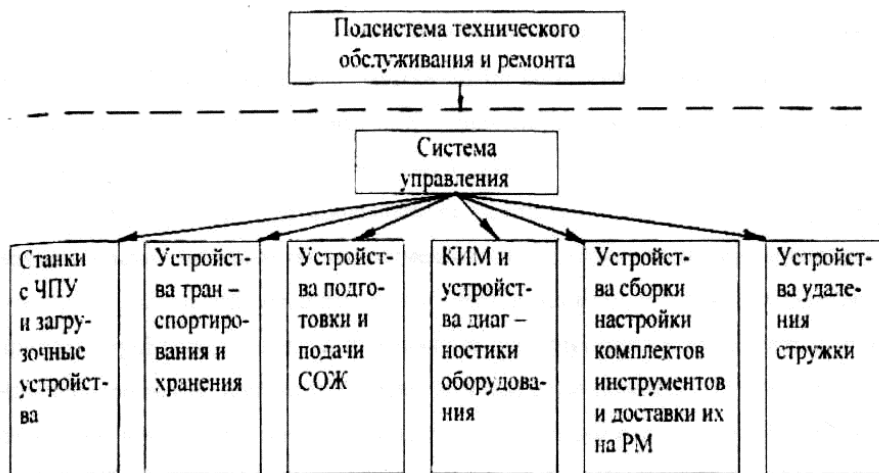 Подсистема технического
обслуживания и ремонта
Система
управления
Станки
с ЧПУ
и загру-
зочные
устройст-
ва
Устройст-
ва тран –
спортиро-
вания и
хранения
Устройст-
ва подго-
товки и
подачи
СОЖ
КИМ и
устройст-
ва диаг –
ностики
оборудова-
ния
Устройст-
ва сборки
настройки
комплектов
инструментов
и доставки их
на РМ
Устройст-
ва удале-
ния
стружки